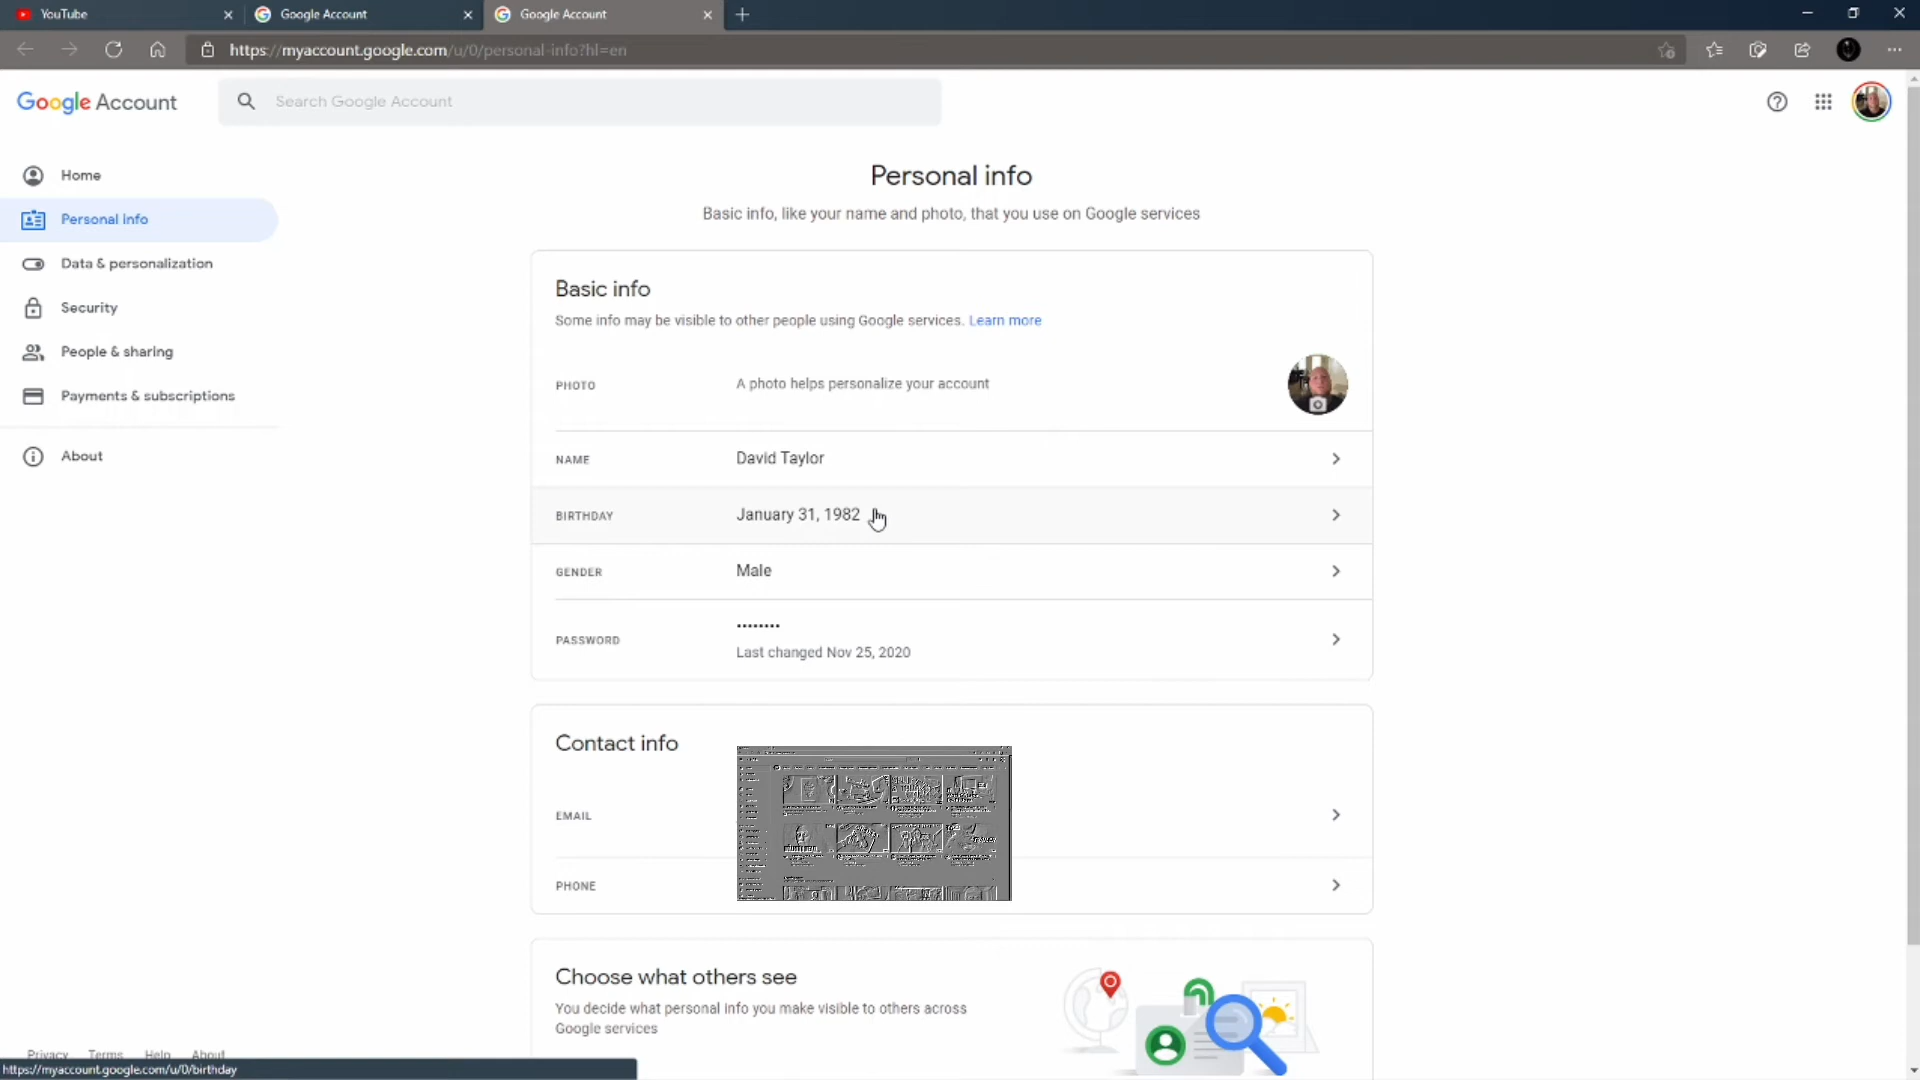 YouTube
Google Account
Google Account
https://myaccount.google.com/u/0/personal-info?hl=en
Google Account
Search Google Account
Home
Personal info
Data & personalization
Security
People & sharing
Payments & subscriptions
About
Personal info
Basic info, like your name and photo, that you use on Google services
Basic info
Some info may be visible to other people using Google services. Learn more
PHOTO A photo helps personalize your account
NAME David Taylor
BIRTHDAY January 31, 1982
GENDER Male
PASSWORD ••••••••
Last changed Nov 25, 2020
Contact info
EMAIL
PHONE
Choose what others see
You decide what personal info you make visible to others across
Google services
Privacy Terms Help About
https://myaccount.google.com/u/0/birthday